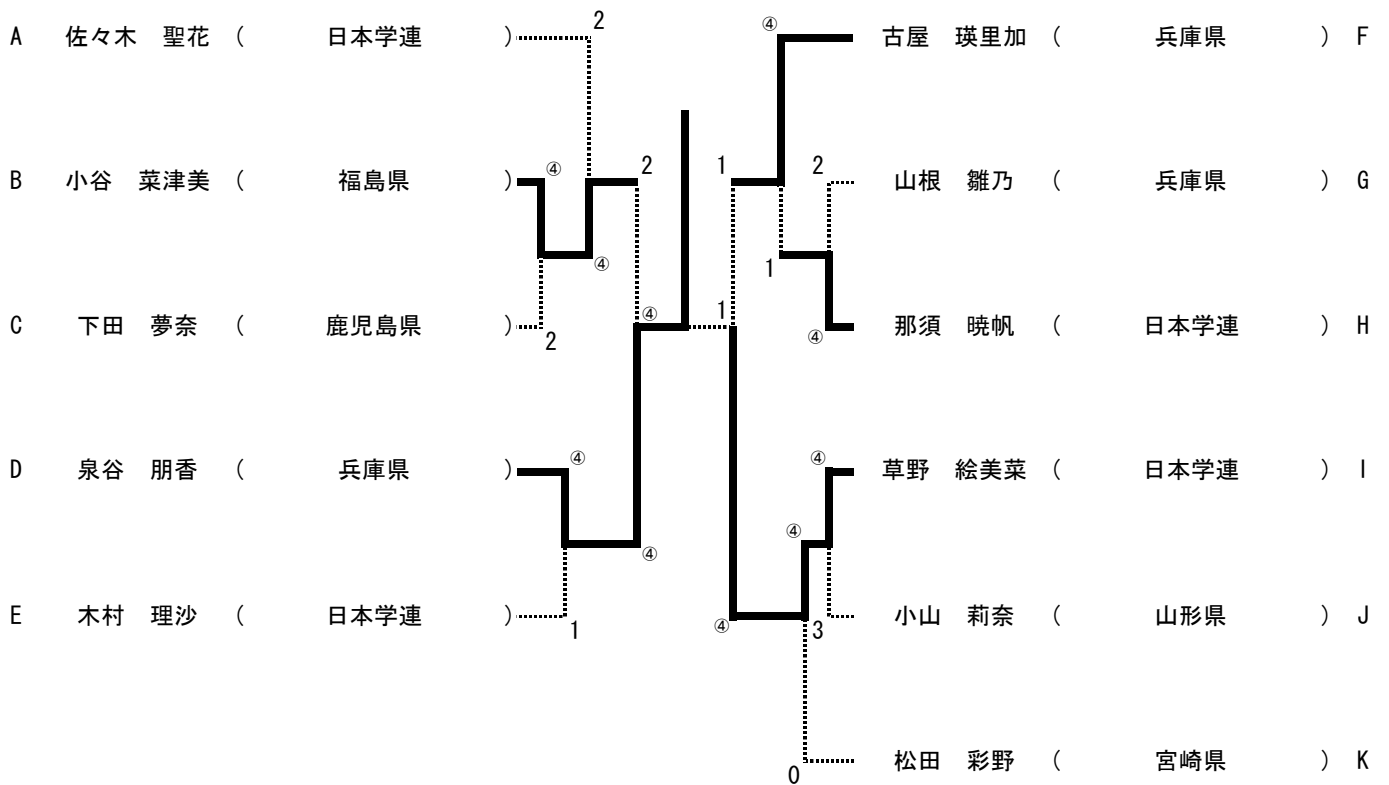 2 ④
A 佐々木 聖花 ( 日本学連 ) 古屋 瑛里加 ( 兵庫県 ) F
④ 2 1 2
B 小谷 菜津美 ( 福島県 ) 山根 雛乃 ( 兵庫県 ) G
④ 1
④ 1
C 下田 夢奈 ( 鹿児島県 ) 那須 暁帆 ( 日本学連 ) H
2 ④
④ ④
D 泉谷 朋香 ( 兵庫県 ) 草野 絵美菜 ( 日本学連 ) I
④
④
E 木村 理沙 ( 日本学連 ) 小山 莉奈 ( 山形県 ) J
1 ④ 3
松田 彩野 ( 宮崎県 ) K
0